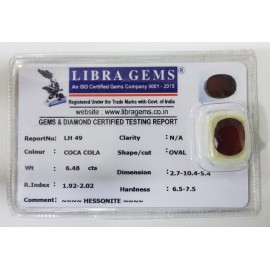 LIBRA GEMS
An ISO Certified Gems Company 9001 - 2015
Registered Under the Trade Marks with Govt. of India
website : www.libragems.co.in
GEMS & DIAMOND CERTIFIED TESTING REPORT
ReportNo: LH 49 Clarity N/A
Colour COCA COLA Shape/cut : OVAL
Wt 6.48 cts Dimension 2.7-10.4-5.4
R.Index 1.92-2.02 Hardness 6.5-7.5
Comment ~~~~ HESSONITE ~~~~